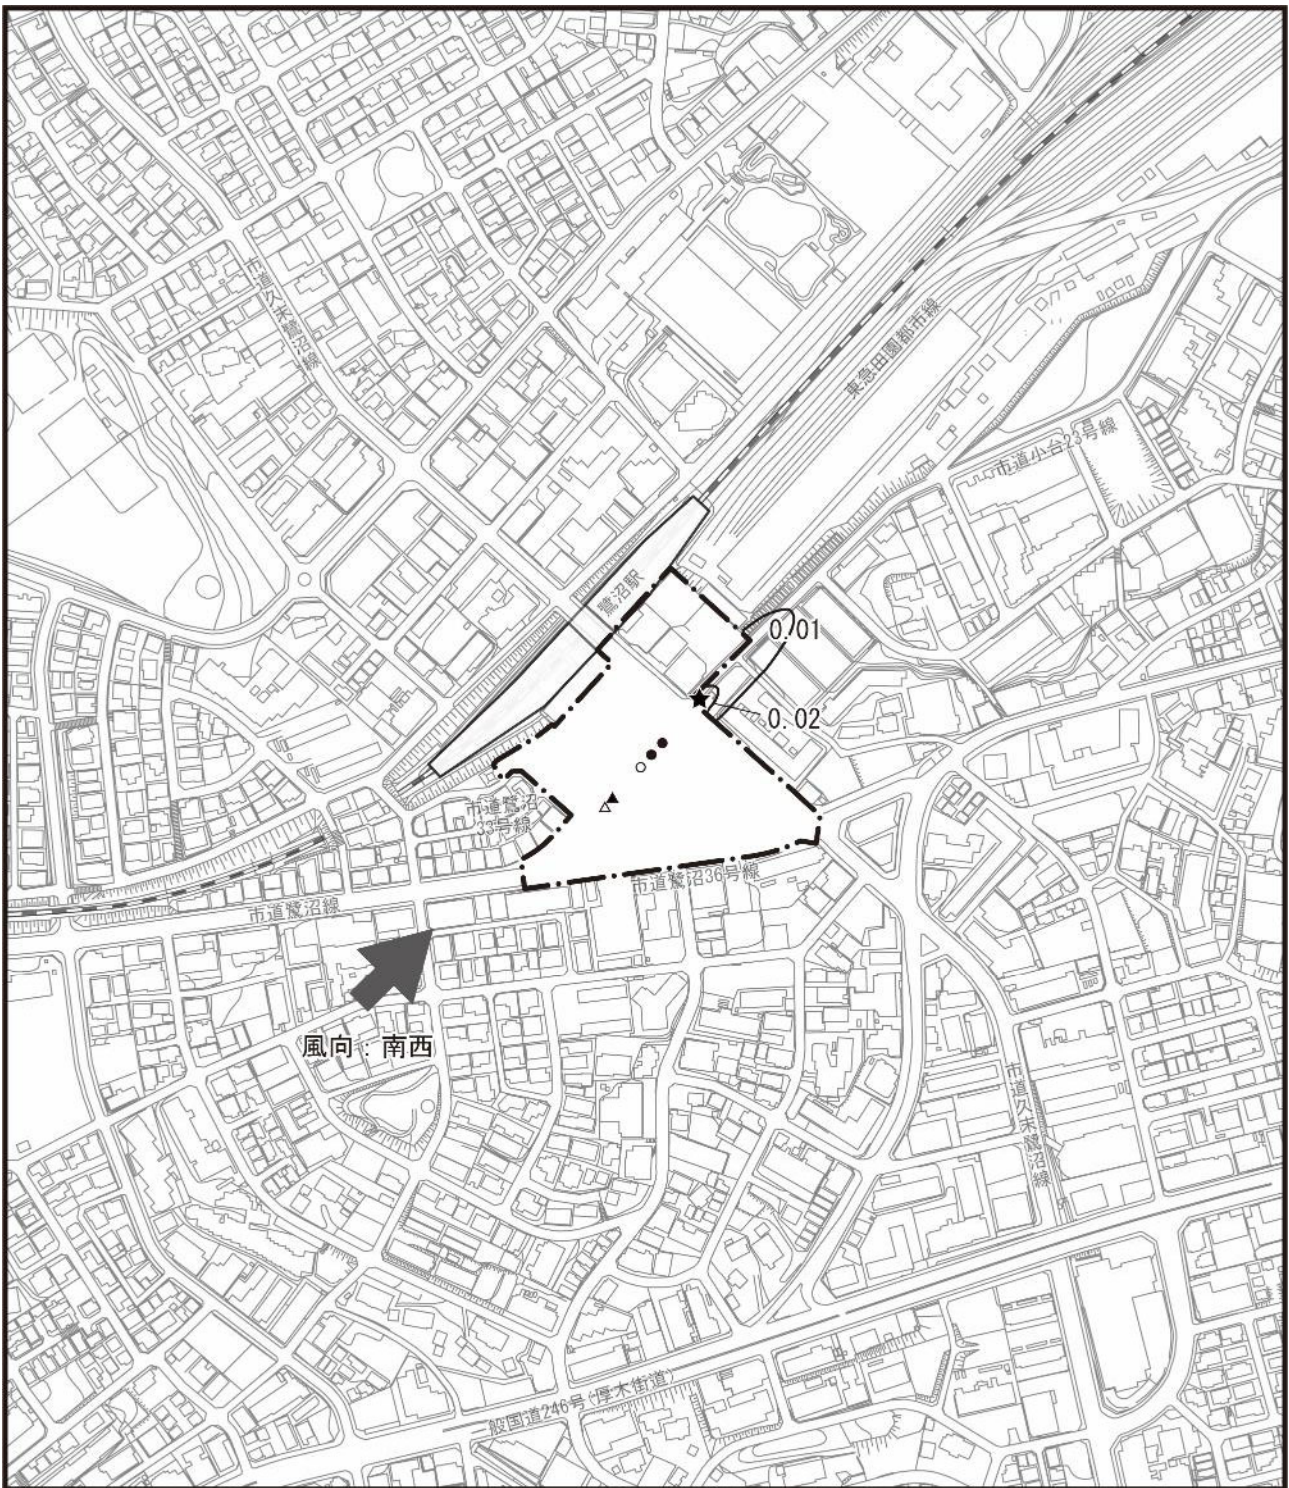 市道久末鷺沼線
東急田園都市線
市道小台23号線
鷺沼駅
0.01
0.02
市道鷺沼
33号線
市道鷺沼36号線
市道鷺沼線
風向：南西
市道久末鷺沼線
一般国道246号(厚木街道)